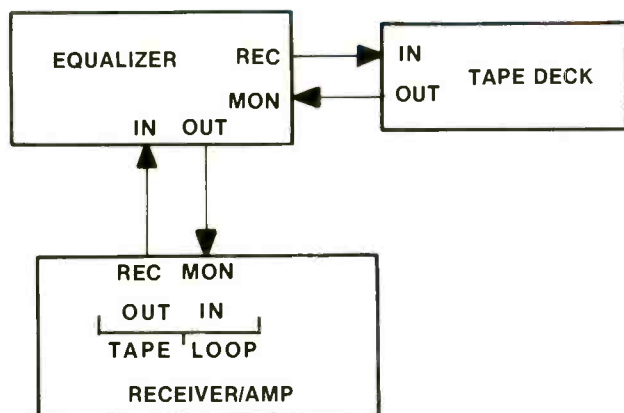 EQUALIZER
REC
MON
IN OUT
IN
OUT
TAPE DECK
REC MON
OUT IN
TAPE LOOP
RECEIVER/AMP